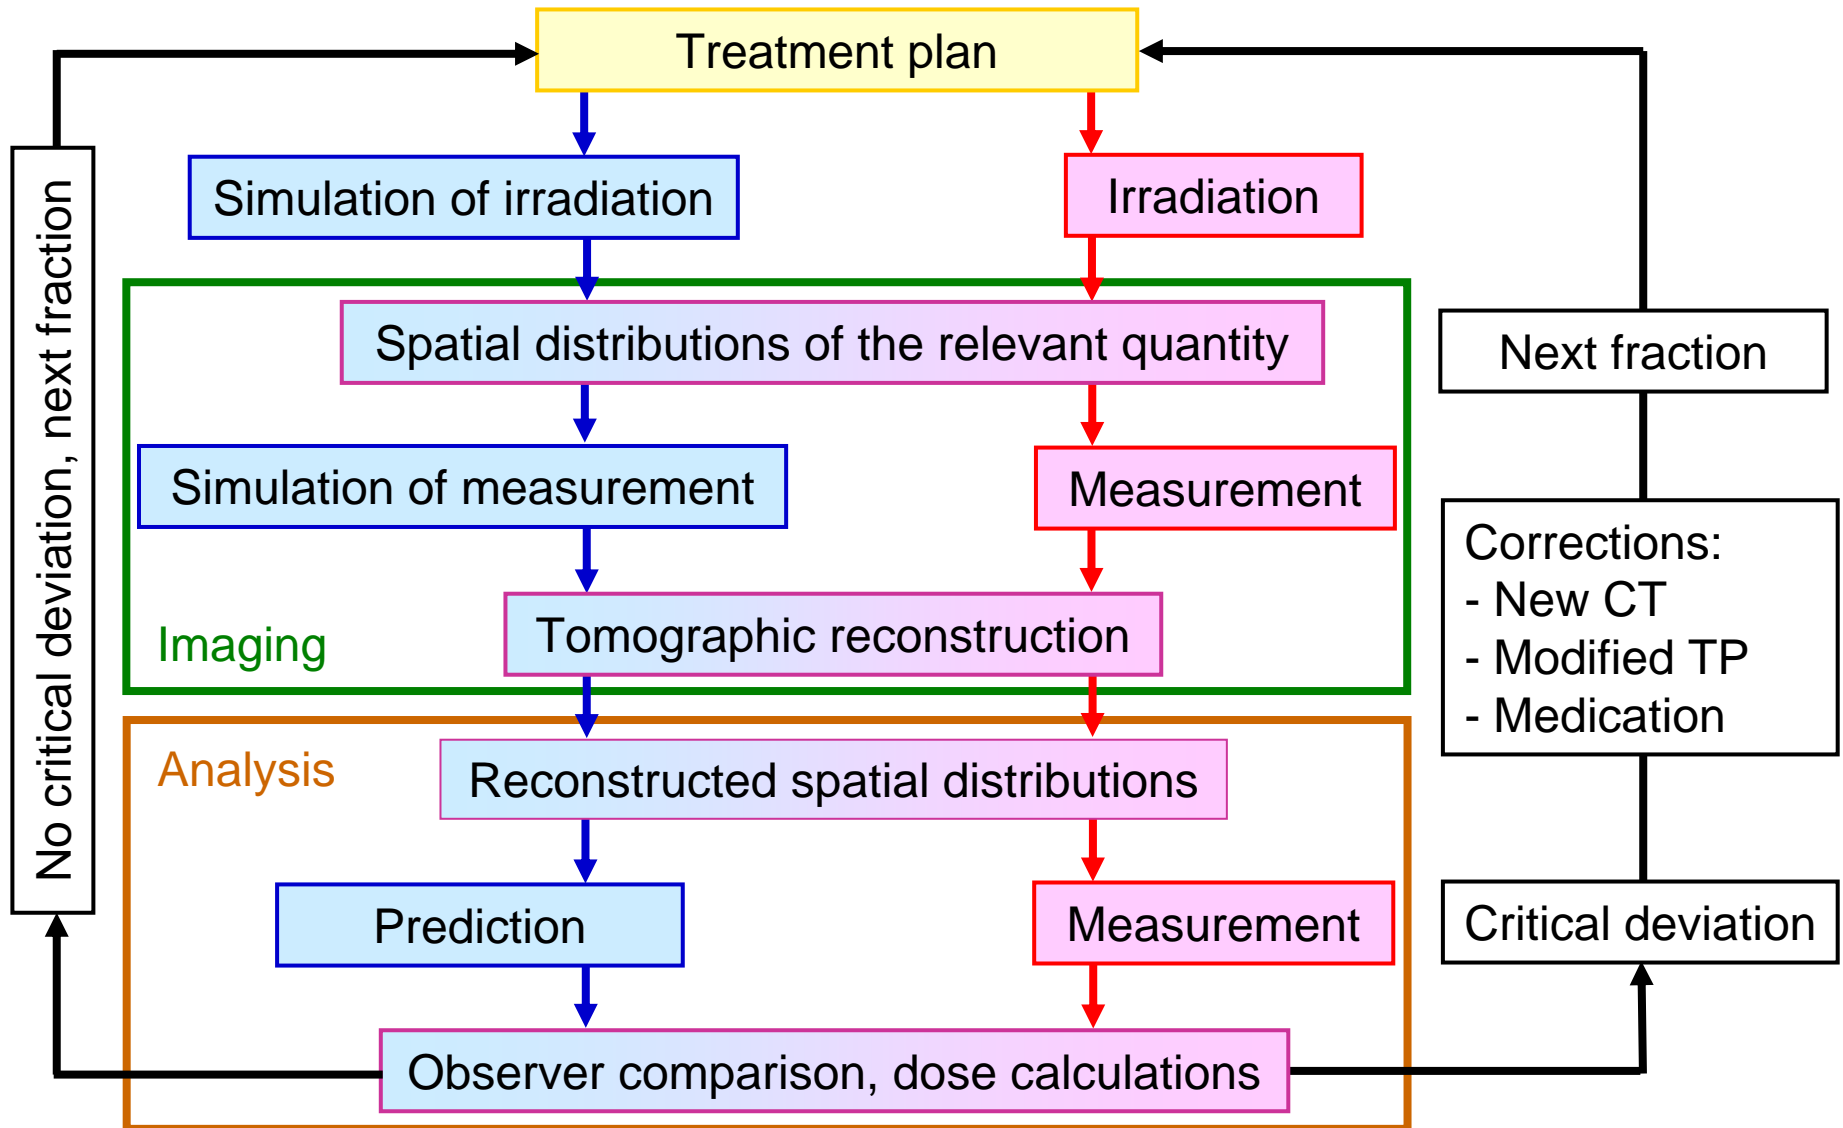 Treatment plan
Simulation of irradiation
Irradiation
Spatial distributions of the relevant quantity
Simulation of measurement
Measurement
Tomographic reconstruction
Imaging
Analysis
Reconstructed spatial distributions
Prediction
Measurement
Observer comparison, dose calculations
No critical deviation, next fraction
Next fraction
Corrections:
- New CT
- Modified TP
- Medication
Critical deviation